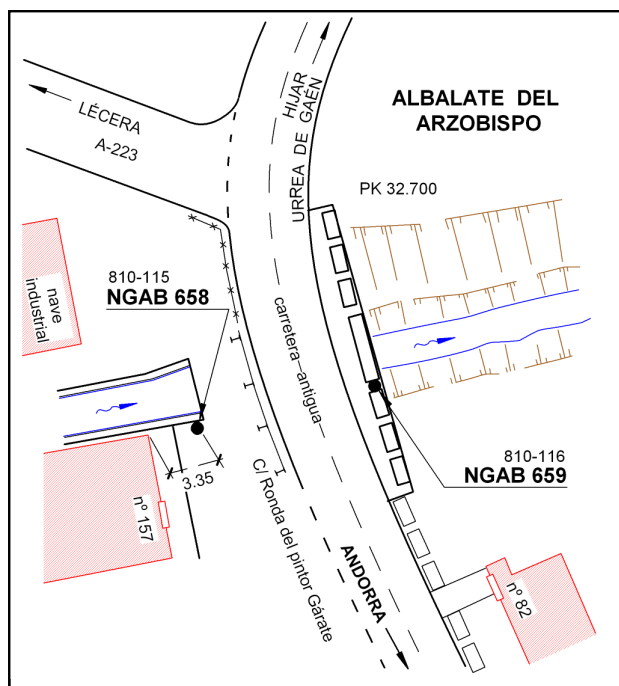 HIJAR
URREA DE GAÉN
ALBALATE DEL
ARZOBISPO
LÉCERA
A-223
PK 32.700
810-115
NGAB 658
nave
industrial
carretera antigua
3.35
810-116
NGAB 659
nº 157
C/ Ronda del pintor Gárate
ANDORRA
nº 82